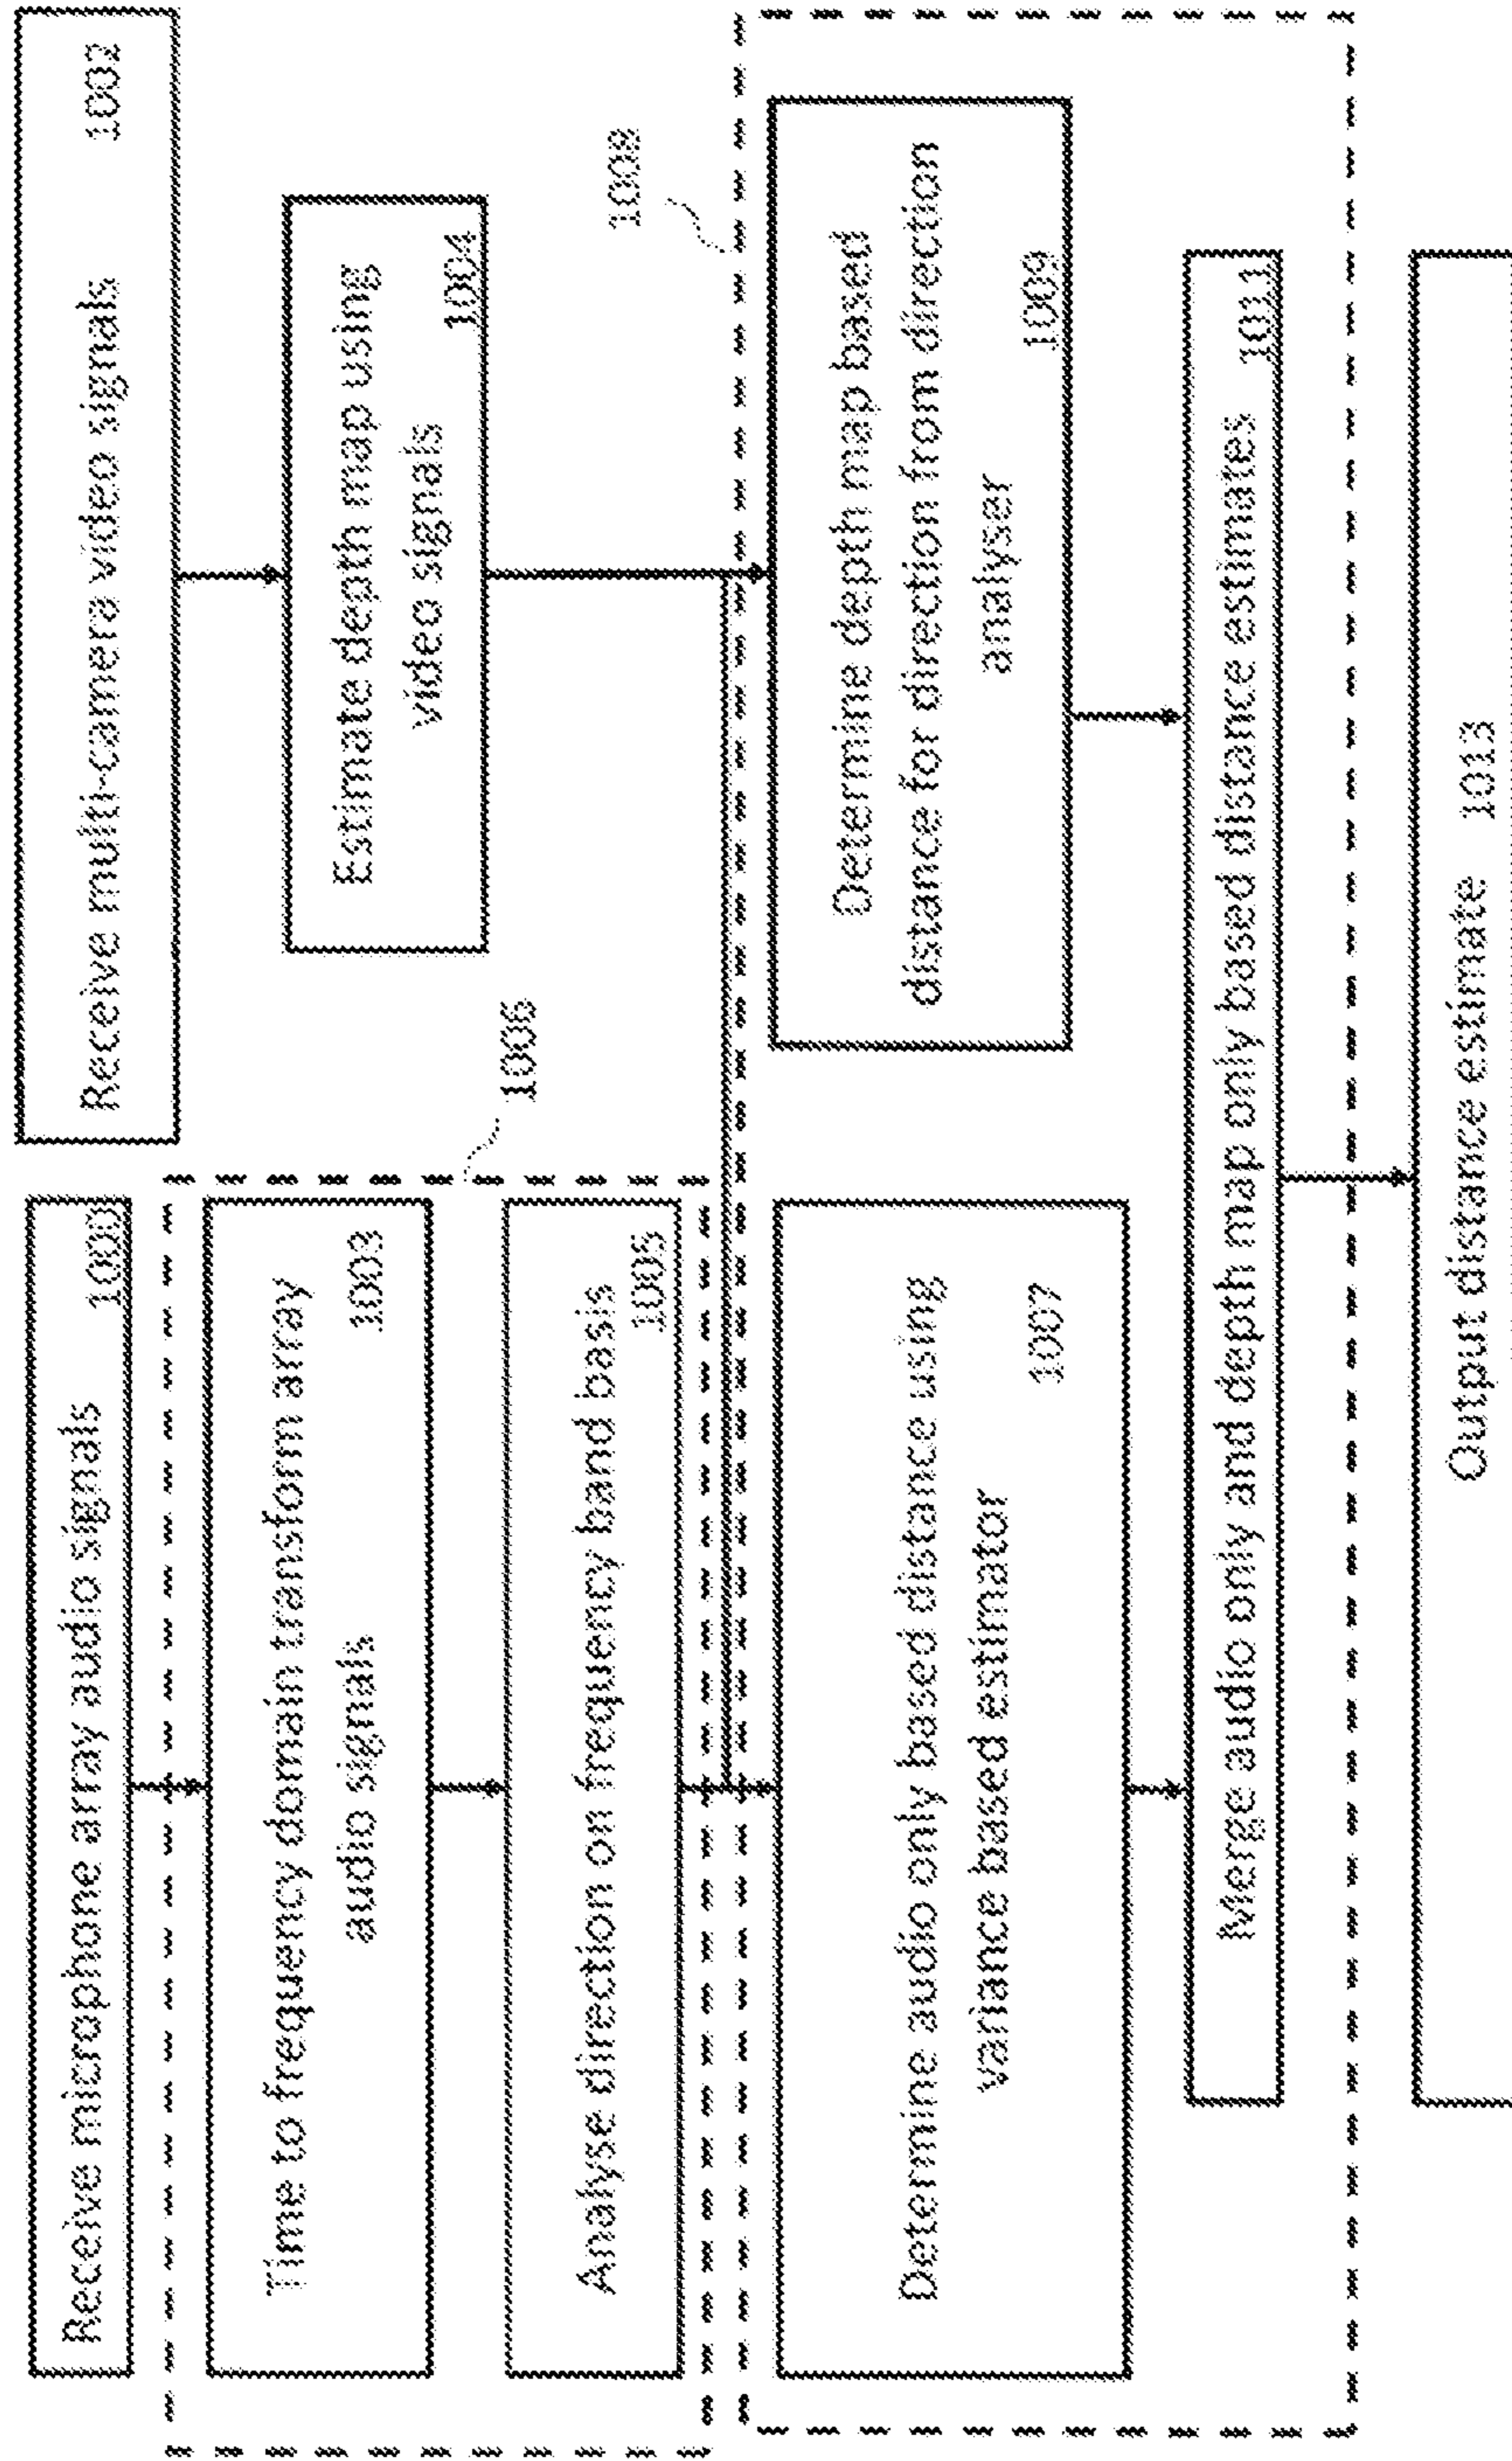 Receive microphone array audio signals
1000
Receive multi-camera video signals
1002
Time to frequency domain transform array
audio signals
1003
Estimate depth map using
video signals
1004
1006
Analyse direction on frequency band basis
1005
1008
Determine audio only based distance using
variance based estimator
1007
Determine depth map based
distance for direction from direction
analyser
1009
Merge audio only and depth map only based distance estimates
1011
Output distance estimate 1013